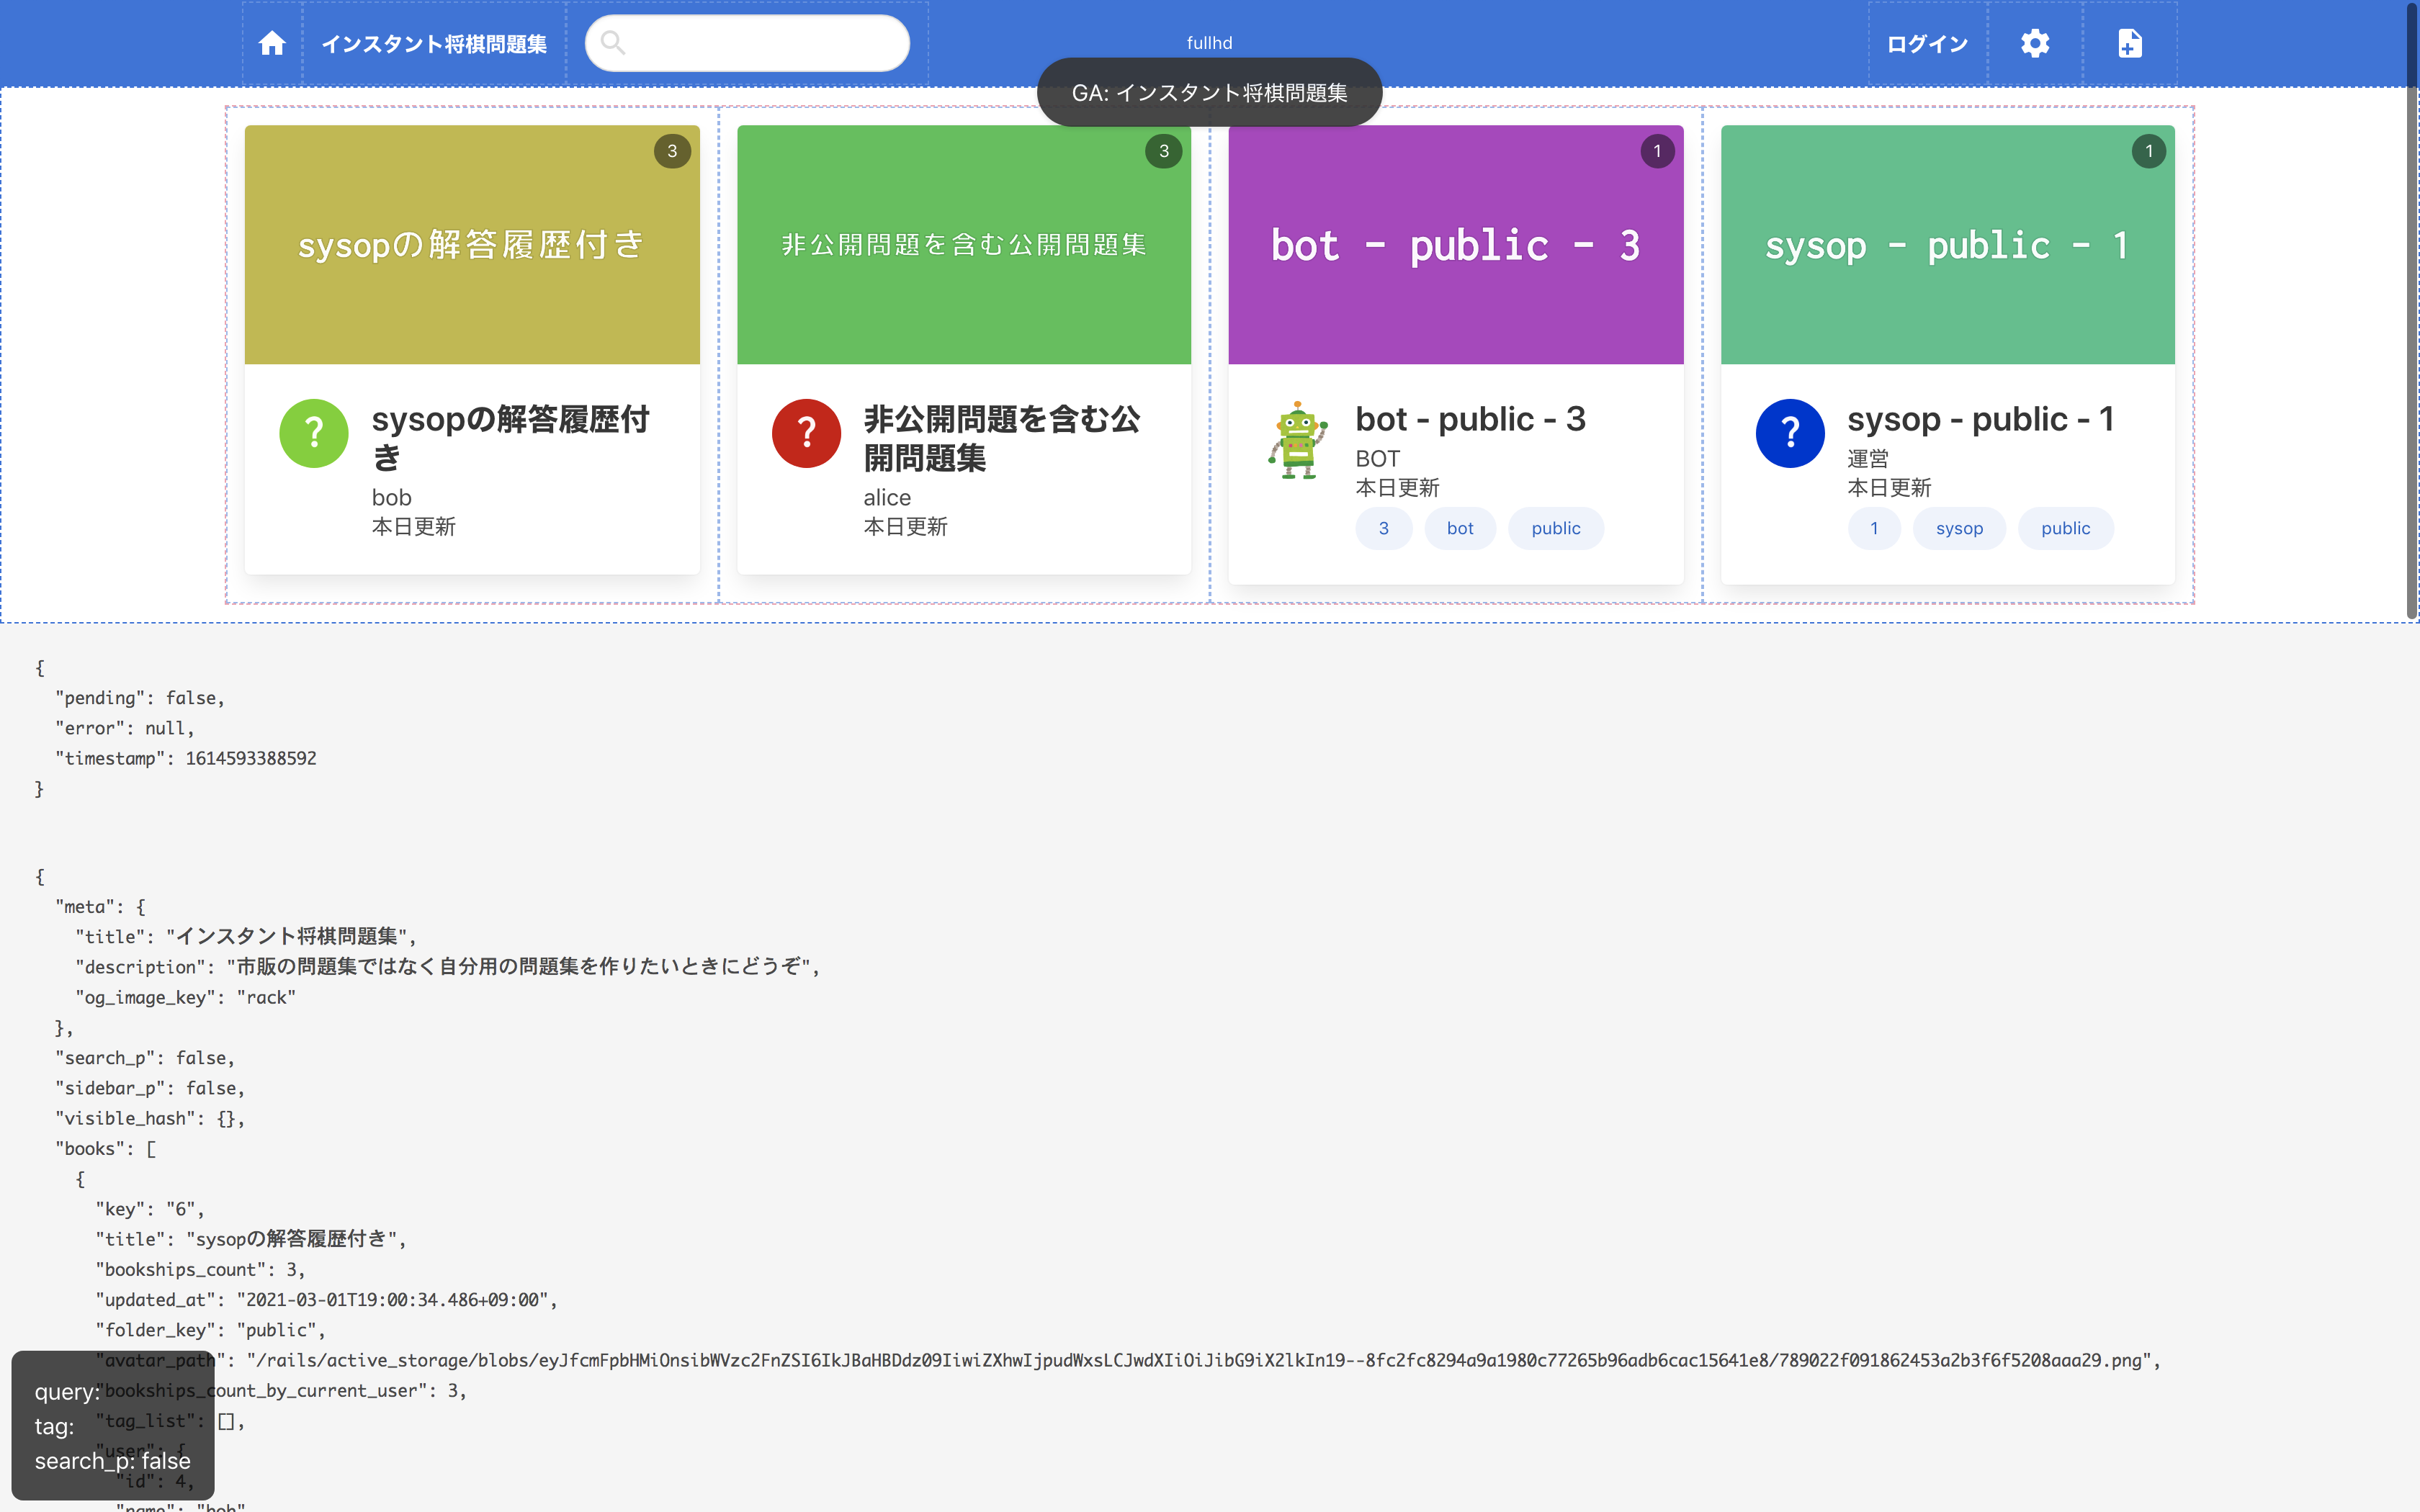 インスタント将棋問題集
fullhd
ログイン
GA: インスタント将棋問題集
3
sysopの解答履歴付き
sysopの解答履歴付
き
bob
本日更新
3
非公開問題を含む公開問題集
非公開問題を含む公
開問題集
alice
本日更新
1
bot - public - 3
bot - public - 3
BOT
本日更新
3 bot public
1
sysop - public - 1
sysop - public - 1
運営
本日更新
1 sysop public
{
"pending": false,
"error": null,
"timestamp": 1614593388592
}
{
"meta": {
"title": "インスタント将棋問題集",
"description": "市販の問題集ではなく自分用の問題集を作りたいときにどうぞ",
"og_image_key": "rack"
},
"search_p": false,
"sidebar_p": false,
"visible_hash": {},
"books": [
{
"key": "6",
"title": "sysopの解答履歴付き",
"bookships_count": 3,
"updated_at": "2021-03-01T19:00:34.486+09:00",
"folder_key": "public",
"avatar_path": "/rails/active_storage/blobs/eyJfcmFpbHMiOnsibWVzc2FnZSI6IkJBaHBDdz09IiwiZXhwIjpudWxsLCJwdXIiOiJibG9iX2lkIn19--8fc2fc8294a9a1980c77265b96adb6cac15641e8/789022f091862453a2b3f6f5208aaa29.png",
"bookships_count_by_current_user": 3,
"tag_list": [],
"user": {
"id": 4,
"name": "bob"
query:
tag:
search_p: false